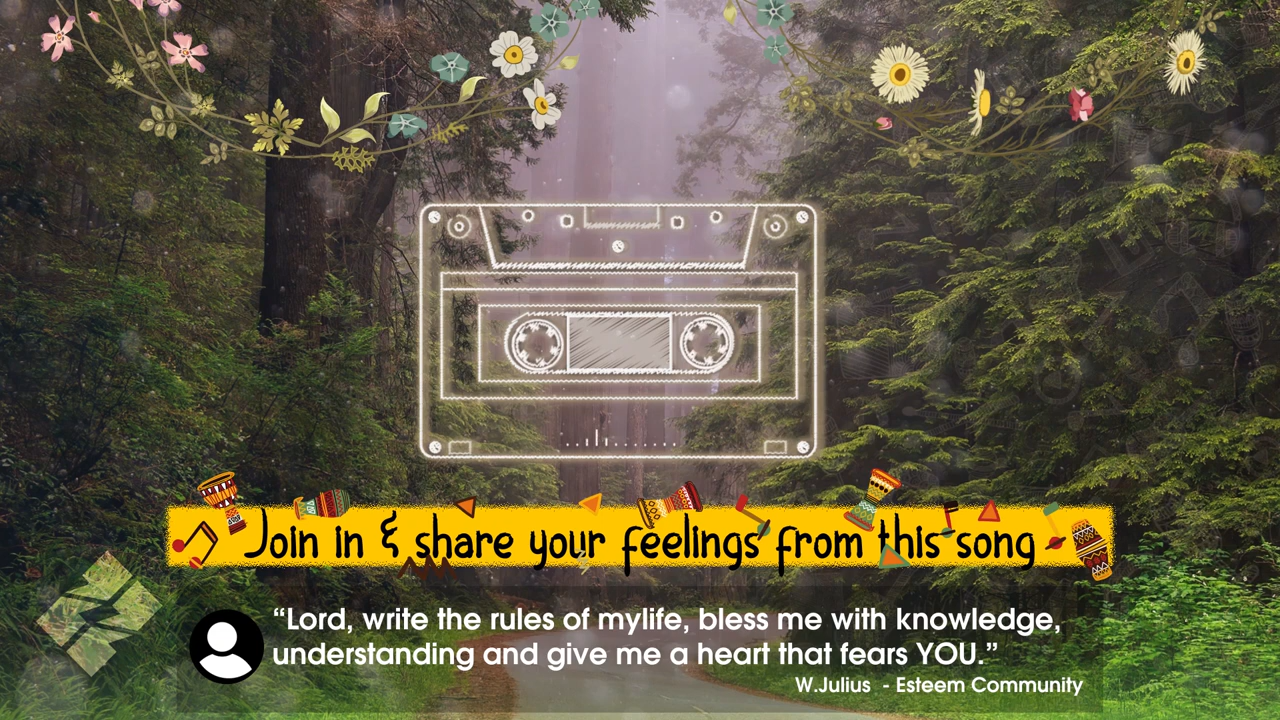 Join in & share your feelings from this song
“Lord, write the rules of mylife, bless me with knowledge,
understanding and give me a heart that fears YOU.”
W.Julius - Esteem Community